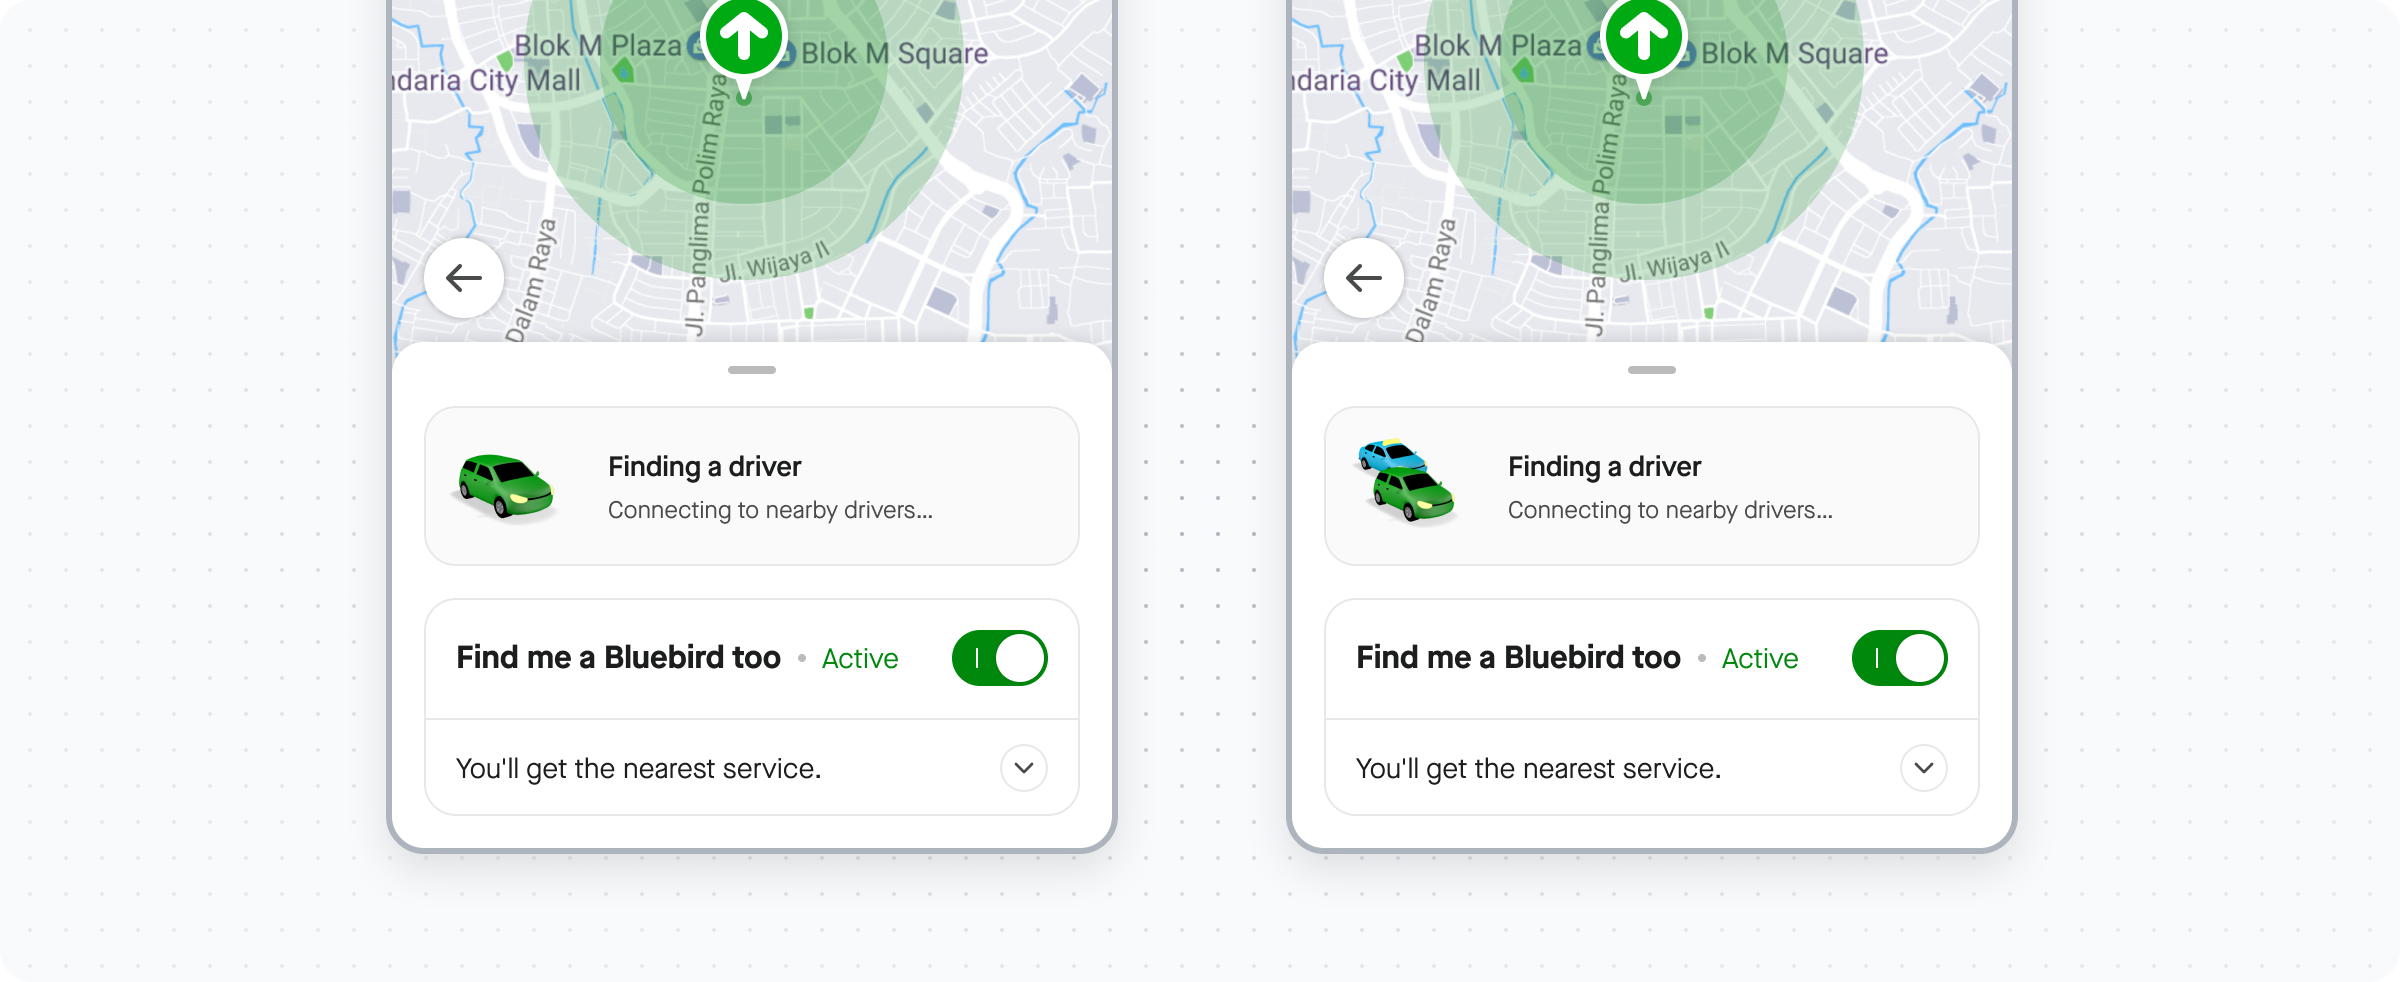 Blok M Plaza
Blok M Square
ndaria City Mall
Jl. Panglima Polim Raya
Jl. Wijaya II
Dalam Raya
Finding a driver
Connecting to nearby drivers...
Find me a Bluebird too • Active
You'll get the nearest service.
Blok M Plaza
Blok M Square
ndaria City Mall
Jl. Panglima Polim Raya
Jl. Wijaya II
Dalam Raya
Finding a driver
Connecting to nearby drivers...
Find me a Bluebird too • Active
You'll get the nearest service.